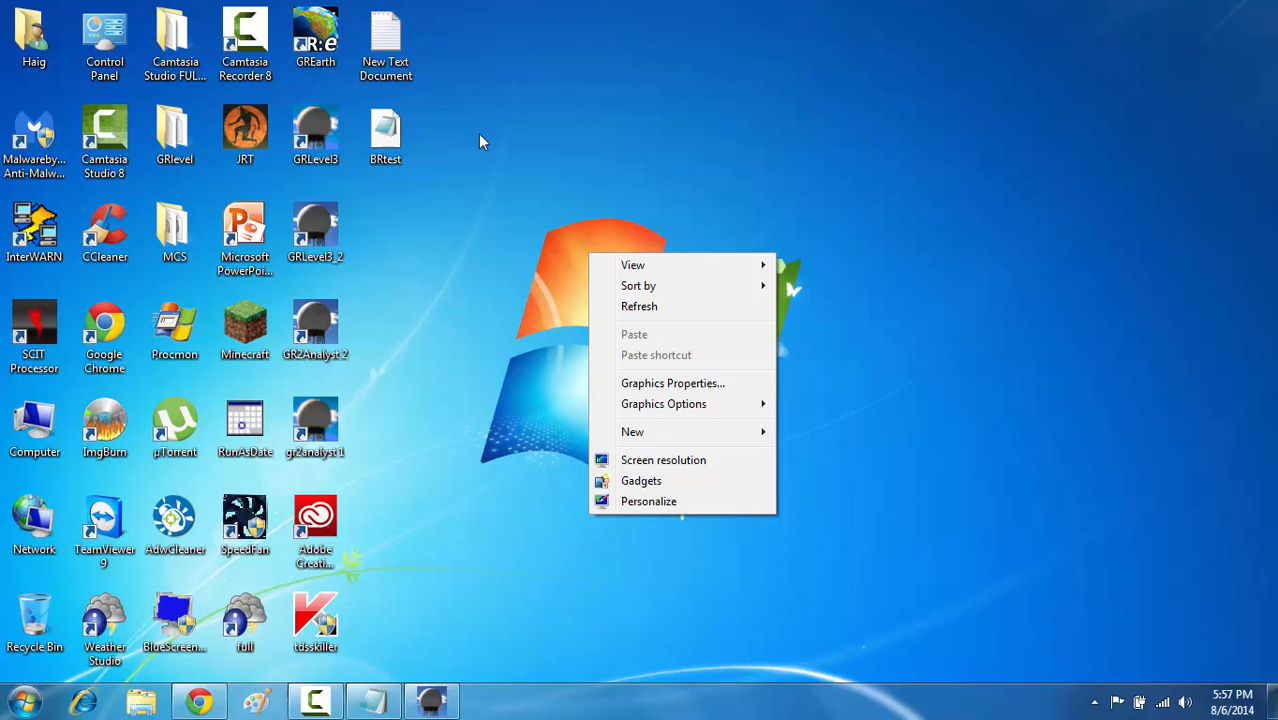 Haig
Control
Panel
Camtasia
Studio FUL...
Camtasia
Recorder 8
R:e
GREarth
New Text
Document
Malwareby...
Anti-Malw...
Camtasia
Studio 8
GRlevel
JRT
GRLevel3
BRtest
InterWARN
CCleaner
MCS
Microsoft
PowerPoi...
GRLevel3_2
SCIT
Processor
Google
Chrome
Procmon
Minecraft
GR2Analyst 2
Computer
ImgBurn
µTorrent
RunAsDate
gr2analyst1
Network
TeamViewer
9
AdwCleaner
SpeedFan
Adobe
Creati...
Recycle Bin
Weather
Studio
BlueScreen...
full
tdsskiller
View
Sort by
Refresh
Paste
Paste shortcut
Graphics Properties...
Graphics Options
New
Screen resolution
Gadgets
Personalize
5:57 PM
8/6/2014